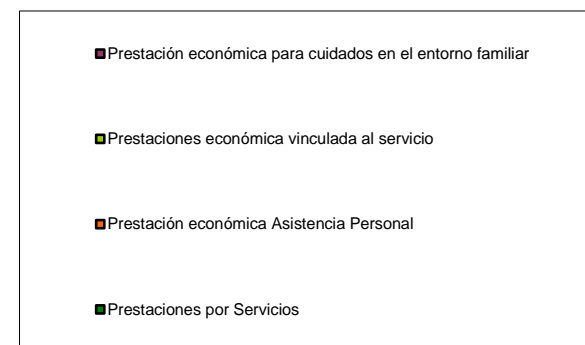 Prestación económica para cuidados en el entorno familiar
Prestaciones económica vinculada al servicio
Prestación económica Asistencia Personal
Prestaciones por Servicios